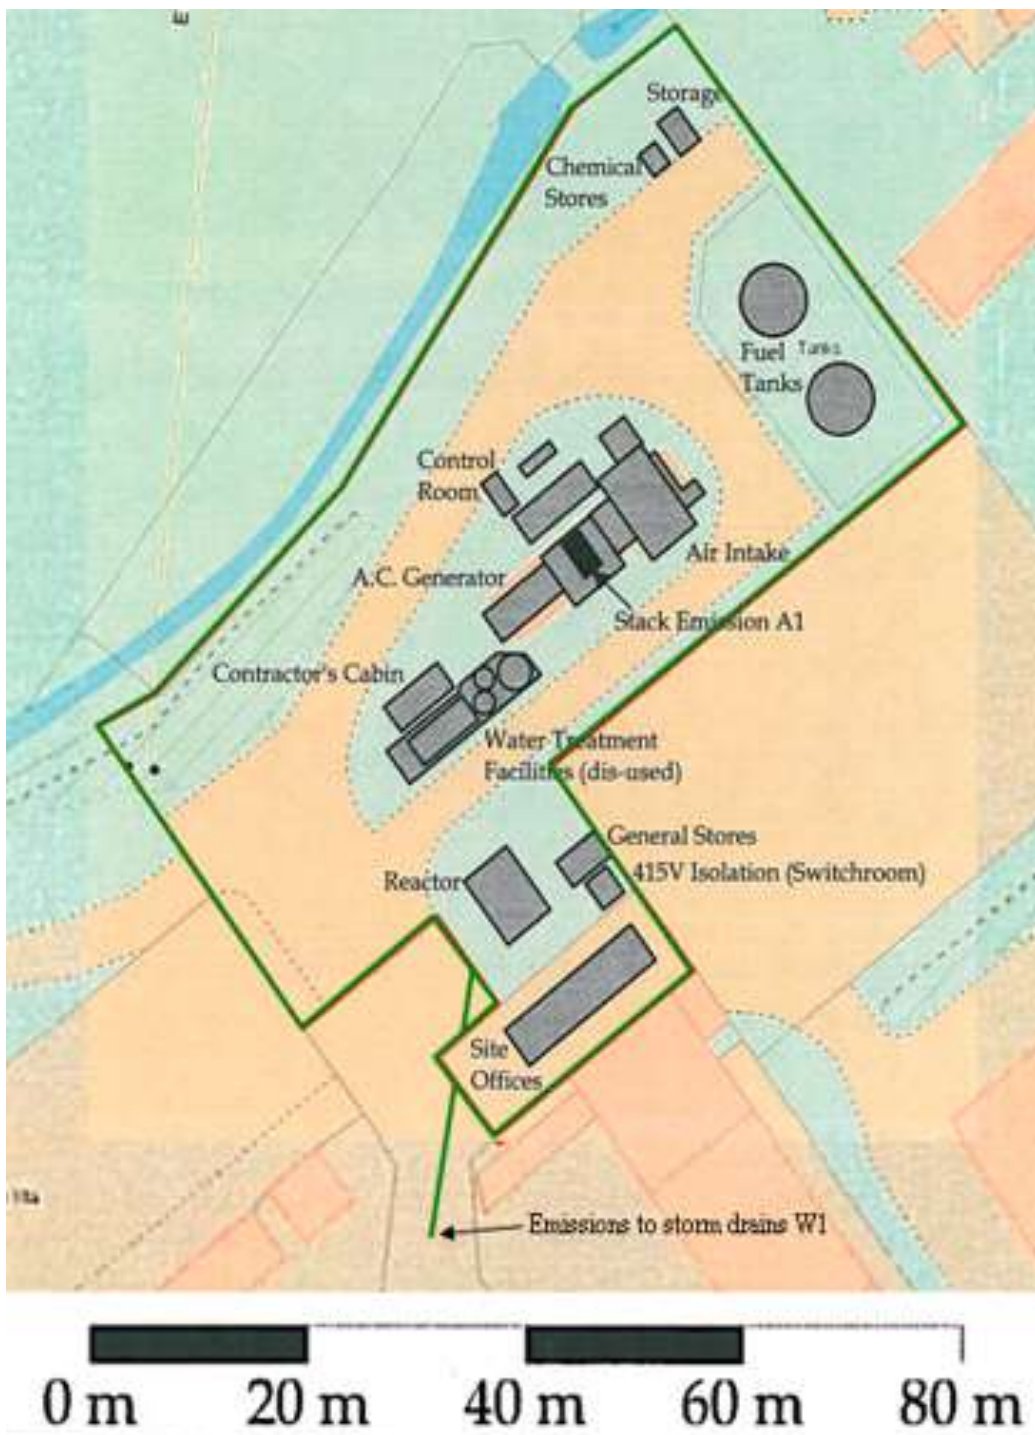 E
Storage
Chemical
Stores
Fuel Tanks
Tanks
Control
Room
Air Intake
A.C. Generator
Stack Emission A1
Contractor's Cabin
Water Treatment
Facilities (dis-used)
General Stores
415V Isolation (Switchroom)
Reactor
Site
Offices
Emissions to storm drains W1
0 m 20 m 40 m 60 m 80 m